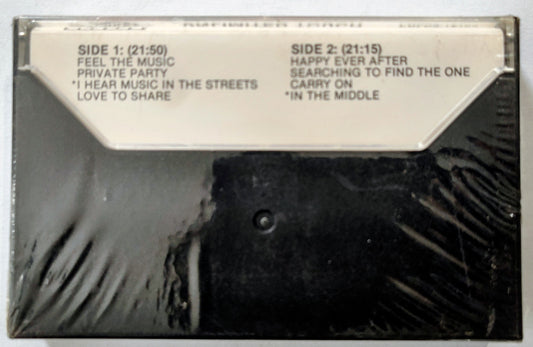 SIDE 1: (21:50)
FEEL THE MUSIC
PRIVATE PARTY
*I HEAR MUSIC IN THE STREETS
LOVE TO SHARE
SIDE 2: (21:15)
HAPPY EVER AFTER
SEARCHING TO FIND THE ONE
CARRY ON
*IN THE MIDDLE